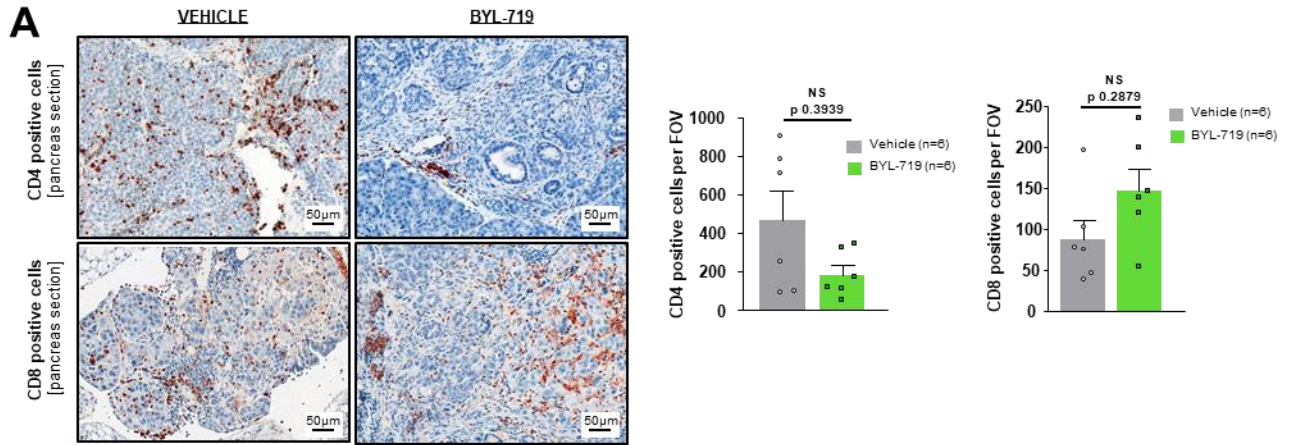 A
VEHICLE
BYL-719
CD4 positive cells
[pancreas section]
50µm
50µm
CD8 positive cells
[pancreas section]
50µm
50µm
NS
p 0.3939
CD4 positive cells per FOV
1000
800
600
400
200
0
Vehicle (n=6)
BYL-719 (n=6)
NS
p 0.2879
CD8 positive cells per FOV
250
200
150
100
50
0
Vehicle (n=6)
BYL-719 (n=6)